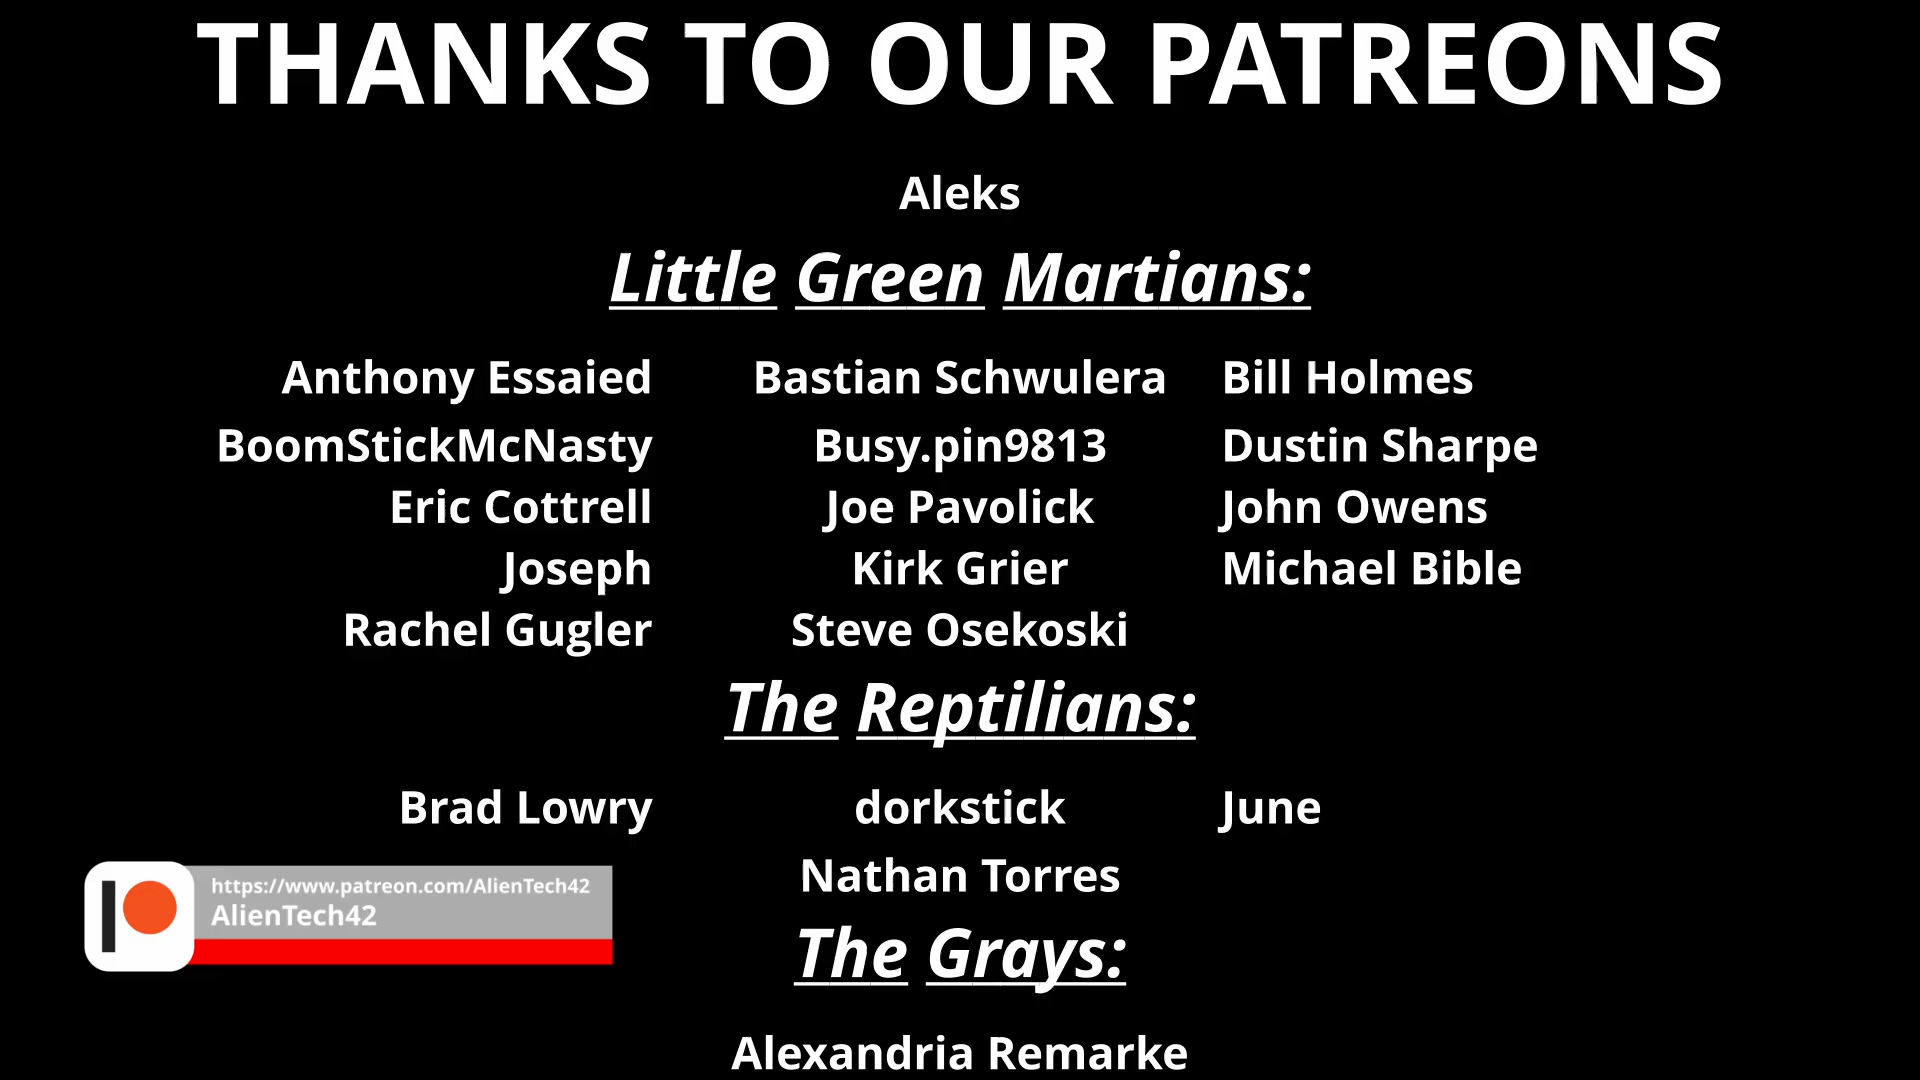 THANKS TO OUR PATREONS
Aleks
Little Green Martians:
Anthony Essaied Bastian Schwulera Bill Holmes
BoomStickMcNasty Busy.pin9813 Dustin Sharpe
Eric Cottrell Joe Pavolick John Owens
Joseph Kirk Grier Michael Bible
Rachel Gugler Steve Osekoski
The Reptilians:
Brad Lowry dorkstick June
Nathan Torres
https://www.patreon.com/AlienTech42
AlienTech42
The Grays:
Alexandria Remarke